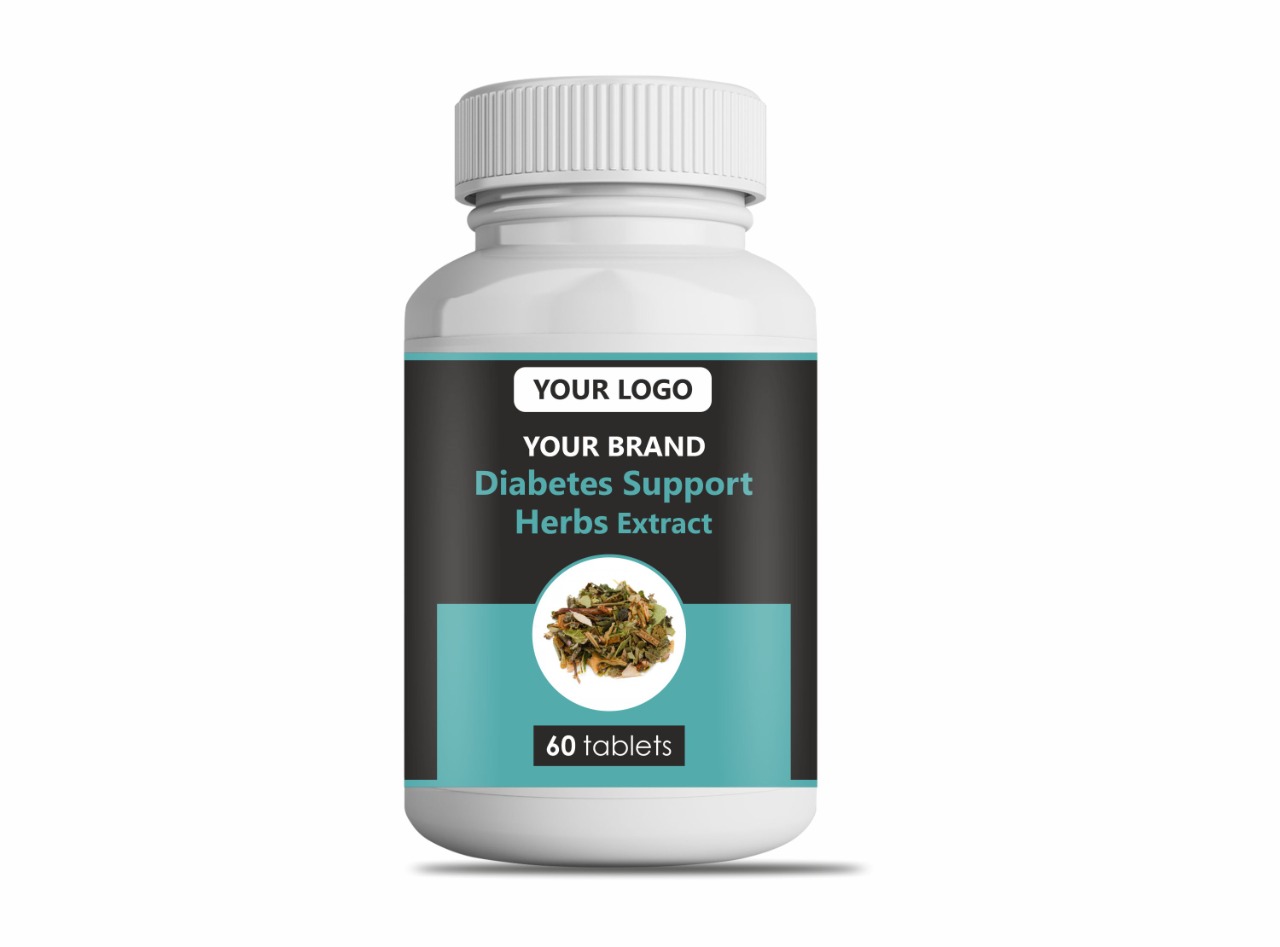 YOUR LOGO
YOUR BRAND
Diabetes Support
Herbs Extract
60 tablets